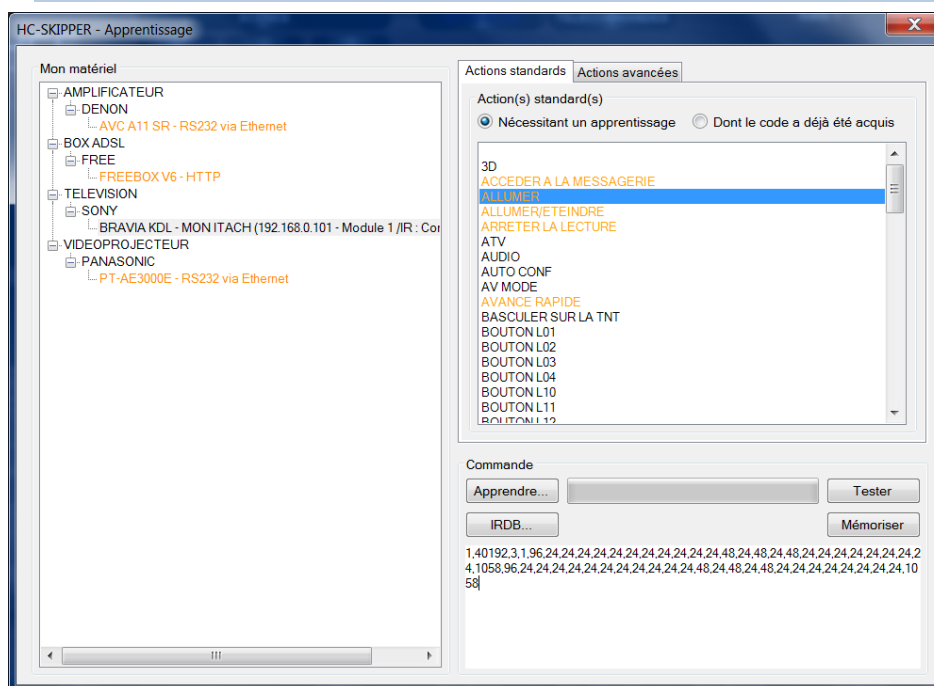 HC-SKIPPER - Apprentissage
Mon matériel
AMPLIFICATEUR
DENON
AVC A11 SR - RS232 via Ethernet
BOX ADSL
FREE
FREEBOX V6 - HTTP
TELEVISION
SONY
BRAVIA KDL - MON ITACH (192.168.0.101 - Module 1 /IR : Cor
VIDEOPROJECTEUR
PANASONIC
PT-AE3000E - RS232 via Ethernet
Actions standards
Actions avancées
Action(s) standard(s)
Nécessitant un apprentissage
Dont le code a déjà été acquis
3D
ACCEDER A LA MESSAGERIE
ALLUMER
ALLUMER/ETEINDRE
ARRETER LA LECTURE
ATV
AUDIO
AUTO CONF
AV MODE
AVANCE RAPIDE
BASCULER SUR LA TNT
BOUTON L01
BOUTON L02
BOUTON L03
BOUTON L04
BOUTON L10
BOUTON L11
BOUTON L12
Commande
Apprendre...
Tester
IRDB...
Mémoriser
1,40192,3,1,96,24,24,24,24,24,24,24,24,24,24,24,48,24,48,24,48,24,24,24,24,24,24,24,2
4,1058,96,24,24,24,24,24,24,24,24,24,24,24,48,24,48,24,48,24,24,24,24,24,24,24,24,10
58